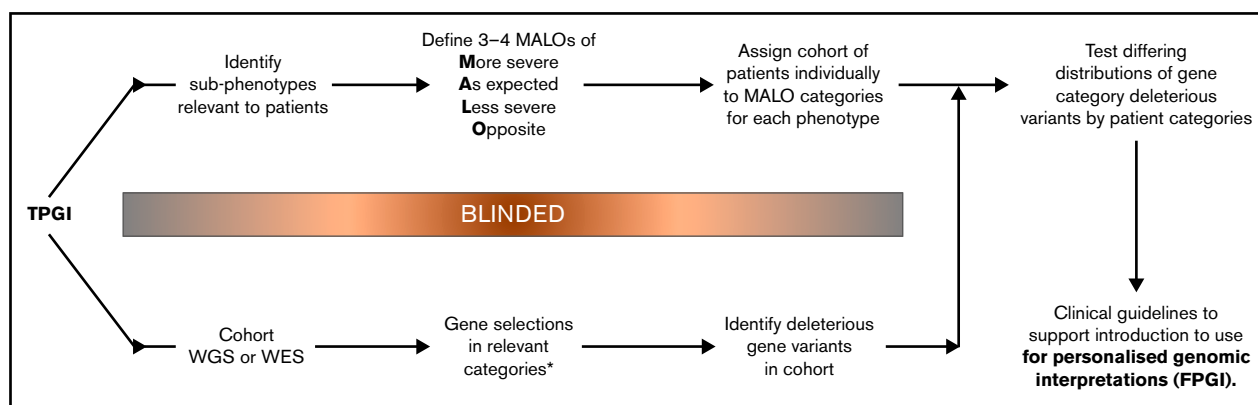 TPGI
Identify
sub-phenotypes
relevant to patients
Define 3–4 MALOs of
More severe
As expected
Less severe
Opposite
Assign cohort of
patients individually
to MALO categories
for each phenotype
Test differing
distributions of gene
category deleterious
variants by patient categories
BLINDED
Cohort
WGS or WES
Gene selections
in relevant
categories*
Identify deleterious
gene variants
in cohort
Clinical guidelines to
support introduction to use
for personalised genomic
interpretations (FPGI).